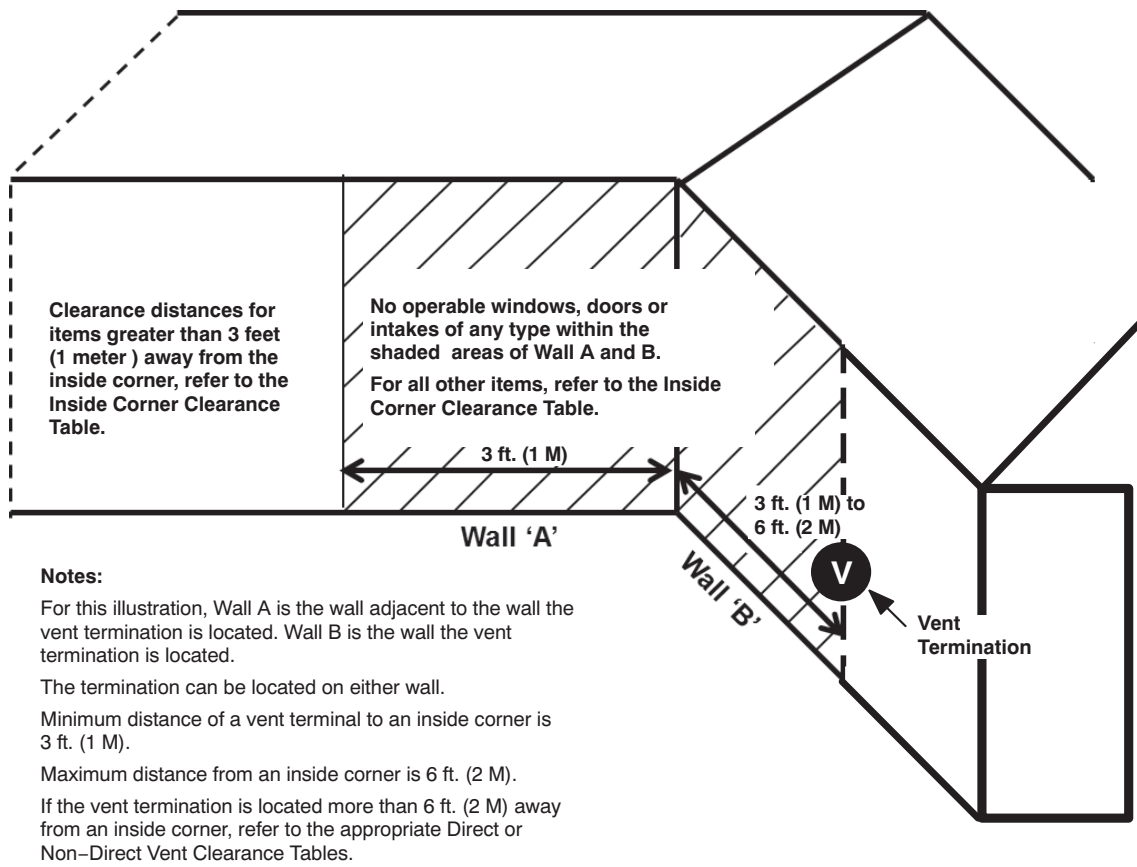 Clearance distances for
items greater than 3 feet
(1 meter ) away from the
inside corner, refer to the
Inside Corner Clearance
Table.
No operable windows, doors or
intakes of any type within the
shaded areas of Wall A and B.
For all other items, refer to the Inside
Corner Clearance Table.
3 ft. (1 M)
3 ft. (1 M) to
6 ft. (2 M)
Wall ‘A’
Wall ‘B’
V
Vent
Termination
Notes:
For this illustration, Wall A is the wall adjacent to the wall the
vent termination is located. Wall B is the wall the vent
termination is located.
The termination can be located on either wall.
Minimum distance of a vent terminal to an inside corner is
3 ft. (1 M).
Maximum distance from an inside corner is 6 ft. (2 M).
If the vent termination is located more than 6 ft. (2 M) away
from an inside corner, refer to the appropriate Direct or
Non−Direct Vent Clearance Tables.